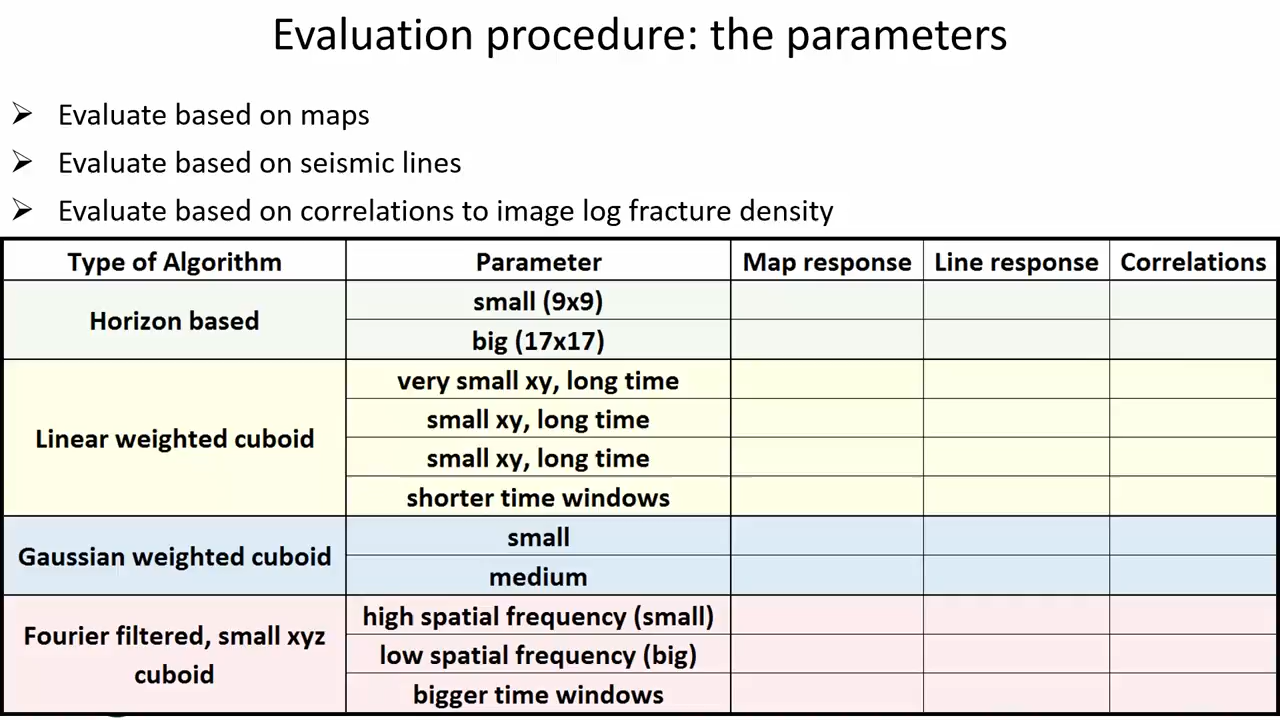 Evaluation procedure: the parameters
Evaluate based on maps
Evaluate based on seismic lines
Evaluate based on correlations to image log fracture density
Type of Algorithm Parameter Map response Line response Correlations
Horizon based
small (9x9)
big (17x17)
Linear weighted cuboid
very small xy, long time
small xy, long time
small xy, long time
shorter time windows
Gaussian weighted cuboid
small
medium
Fourier filtered, small xyz
cuboid
high spatial frequency (small)
low spatial frequency (big)
bigger time windows